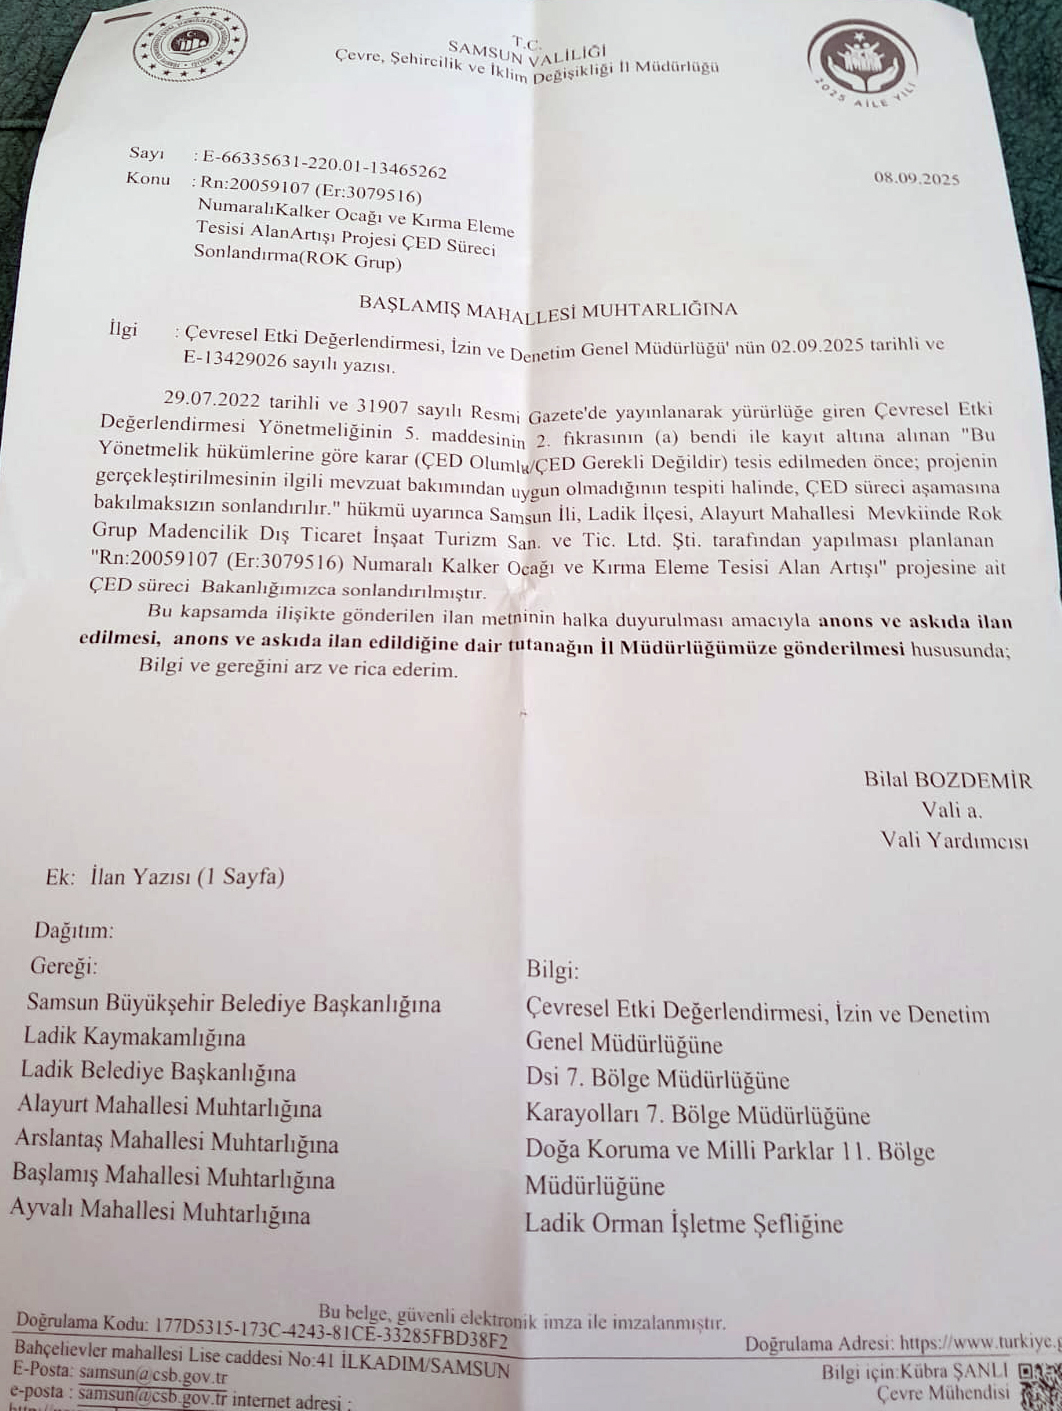 T.C.
SAMSUN VALİLİĞİ
Çevre, Şehircilik ve İklim Değişikliği İl Müdürlüğü
2025 AİLE YILI
Sayı : E-66335631-220.01-13465262
08.09.2025
Konu : Rn:20059107 (Er:3079516)
NumaralıKalker Ocağı ve Kırma Eleme
Tesisi AlanArtışı Projesi ÇED Süreci
Sonlandırma(ROK Grup)
BAŞLAMIŞ MAHALLESİ MUHTARLIĞINA
İlgi : Çevresel Etki Değerlendirmesi, İzin ve Denetim Genel Müdürlüğü' nün 02.09.2025 tarihli ve
E-13429026 sayılı yazısı.
29.07.2022 tarihli ve 31907 sayılı Resmi Gazete'de yayınlanarak yürürlüğe giren Çevresel Etki
Değerlendirmesi Yönetmeliğinin 5. maddesinin 2. fıkrasının (a) bendi ile kayıt altına alınan "Bu
Yönetmelik hükümlerine göre karar (ÇED Olumlu/ÇED Gerekli Değildir) tesis edilmeden önce; projenin
gerçekleştirilmesinin ilgili mevzuat bakımından uygun olmadığının tespiti halinde, ÇED süreci aşamasına
bakılmaksızın sonlandırılır." hükmü uyarınca Samsun İli, Ladik İlçesi, Alayurt Mahallesi Mevkiinde Rok
Grup Madencilik Dış Ticaret İnşaat Turizm San. ve Tic. Ltd. Şti. tarafından yapılması planlanan
"Rn:20059107 (Er:3079516) Numaralı Kalker Ocağı ve Kırma Eleme Tesisi Alan Artışı" projesine ait
ÇED süreci Bakanlığımızca sonlandırılmıştır.
Bu kapsamda ilişikte gönderilen ilan metninin halka duyurulması amacıyla anons ve askıda ilan
edilmesi, anons ve askıda ilan edildiğine dair tutanağın İl Müdürlüğümüze gönderilmesi hususunda;
Bilgi ve gereğini arz ve rica ederim.
Bilal BOZDEMİR
Vali a.
Vali Yardımcısı
Ek: İlan Yazısı (1 Sayfa)
Dağıtım:
Gereği:
Samsun Büyükşehir Belediye Başkanlığına
Ladik Kaymakamlığına
Ladik Belediye Başkanlığına
Alayurt Mahallesi Muhtarlığına
Arslantaş Mahallesi Muhtarlığına
Başlamış Mahallesi Muhtarlığına
Ayvalı Mahallesi Muhtarlığına
Bilgi:
Çevresel Etki Değerlendirmesi, İzin ve Denetim
Genel Müdürlüğüne
Dsi 7. Bölge Müdürlüğüne
Karayolları 7. Bölge Müdürlüğüne
Doğa Koruma ve Milli Parklar 11. Bölge
Müdürlüğüne
Ladik Orman İşletme Şefliğine
Bu belge, güvenli elektronik imza ile imzalanmıştır.
Doğrulama Kodu: 177D5315-173C-4243-81CE-33285FBD38F2
Doğrulama Adresi: https://www.turkiye.g
Bahçelievler mahallesi Lise caddesi No:41 İLKADIM/SAMSUN
E-Posta: samsun@csb.gov.tr
e-posta : samsun@csb.gov.tr internet adresi :
Bilgi için:Kübra ŞANLI
Çevre Mühendisi